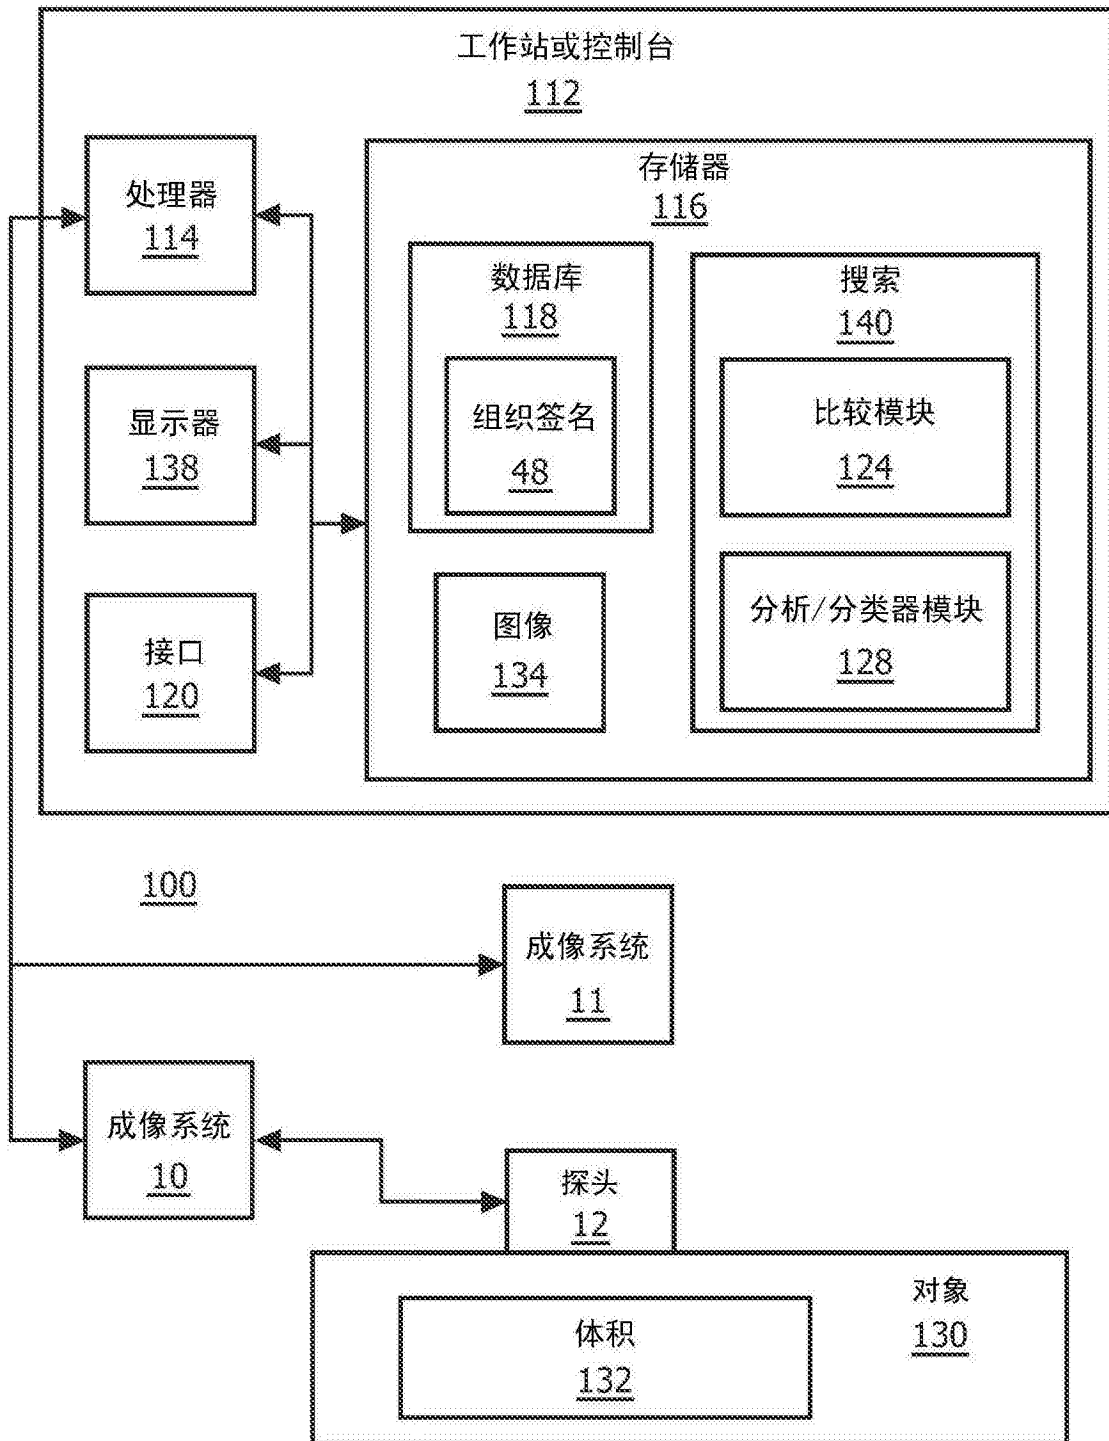 工作站或控制台
112
处理器
114
存储器
116
数据库
118
组织签名
48
搜索
140
比较模块
124
显示器
138
分析/分类器模块
128
图像
134
接口
120
100
成像系统
11
成像系统
10
探头
12
对象
130
体积
132